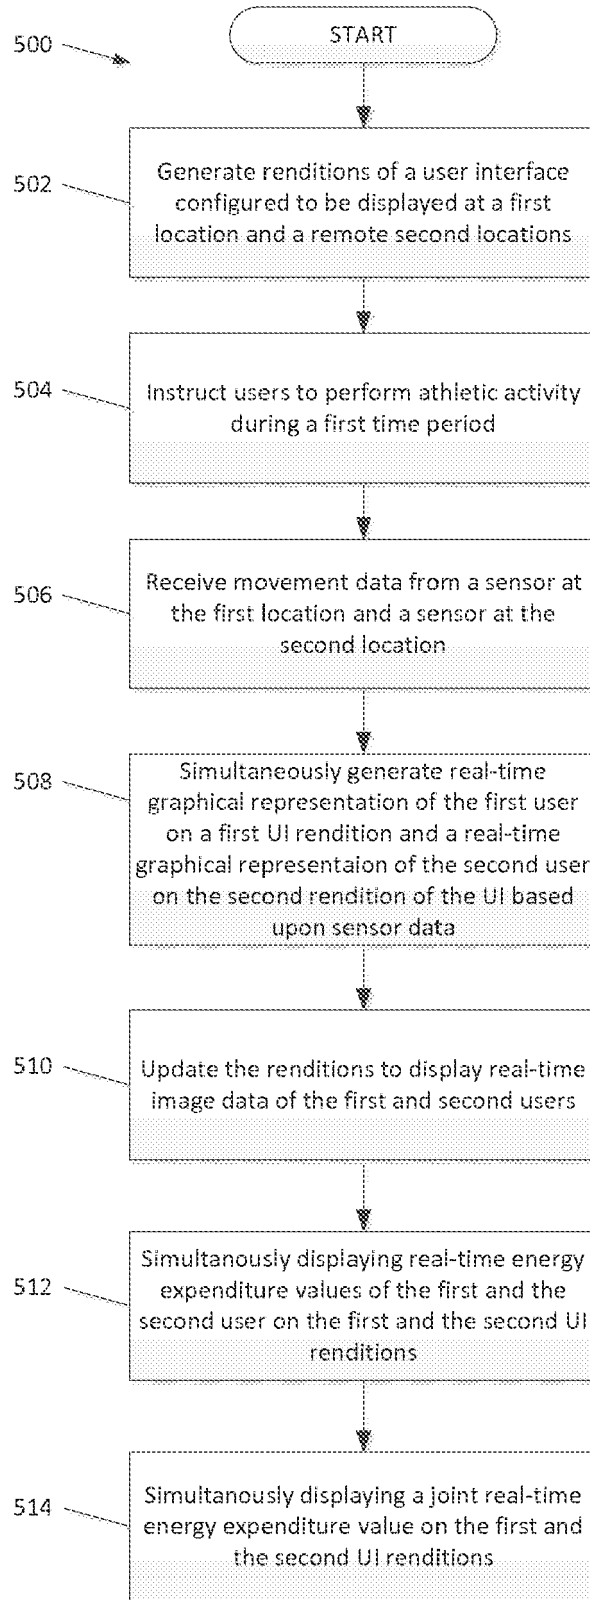 START
500
502
Generate renditions of a user interface
configured to be displayed at a first
location and a remote second locations
504
Instruct users to perform athletic activity
during a first time period
506
Receive movement data from a sensor at
the first location and a sensor at the
second location
508
Simultaneously generate real-time
graphical representation of the first user
on a first UI rendition and a real-time
graphical representaion of the second user
on the second rendition of the UI based
upon sensor data
510
Update the renditions to display real-time
image data of the first and second users
512
Simultanously displaying real-time energy
expenditure values of the first and the
second user on the first and the second UI
renditions
514
Simultanously displaying a joint real-time
energy expenditure value on the first and
the second UI renditions